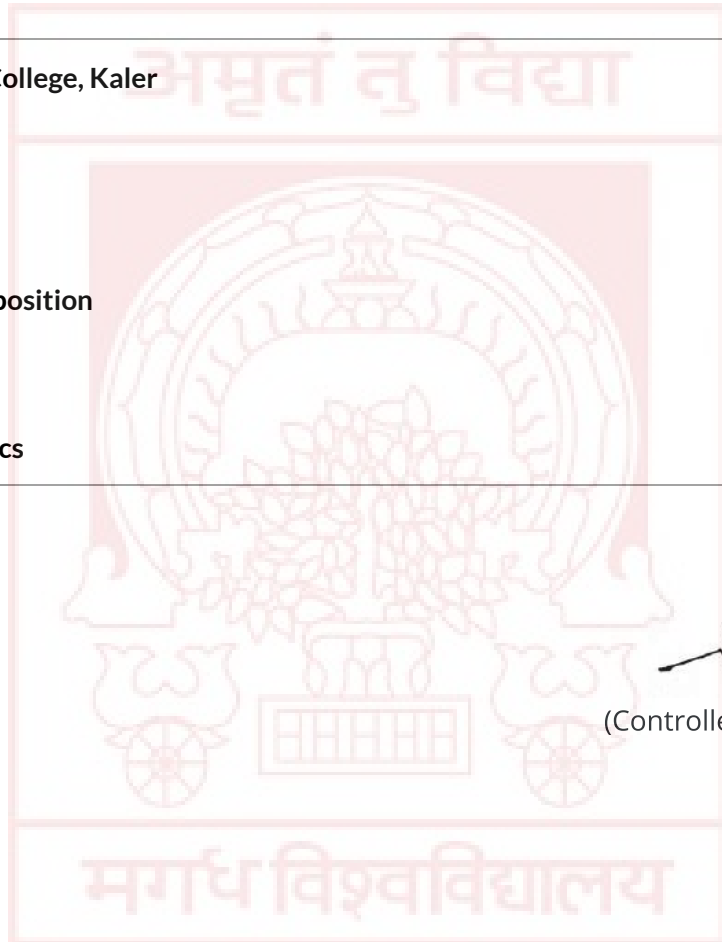 अमृतं तु विद्या
College, Kaler
position
cs
(Controlle
मगध विश्वविद्यालय